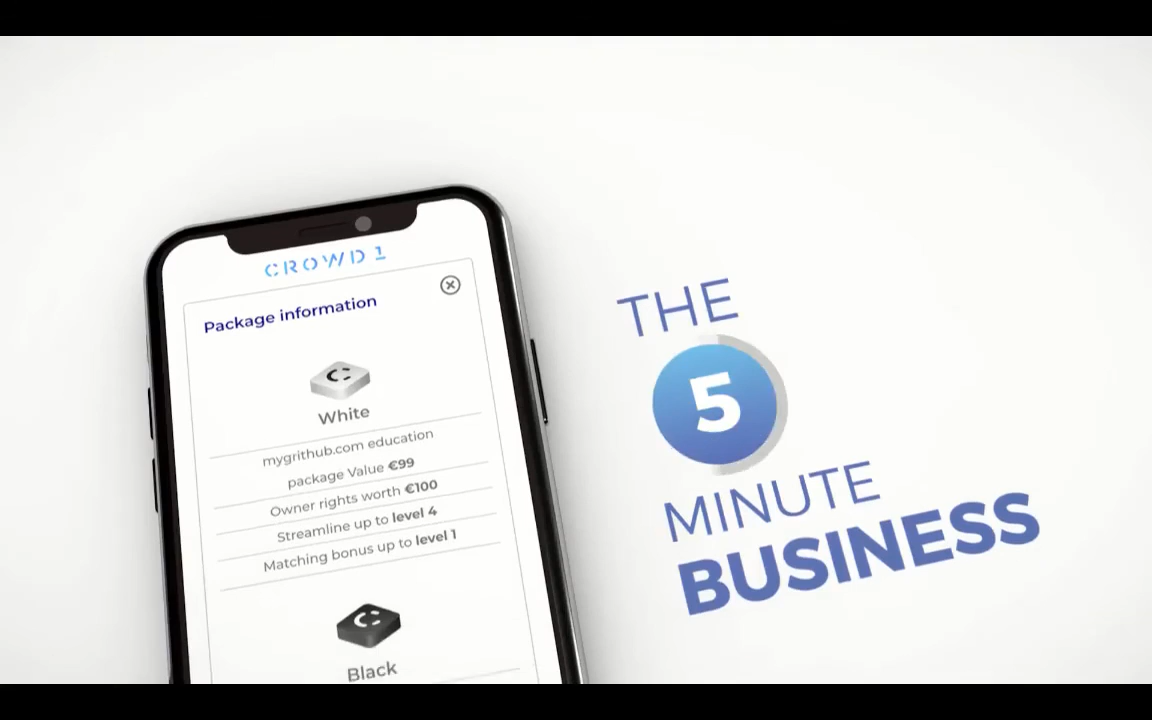 CROWD1
Package information
White
mygrithub.com education
package Value €99
Owner rights worth €100
Streamline up to level 4
Matching bonus up to level 1
Black
THE
5
MINUTE
BUSINESS